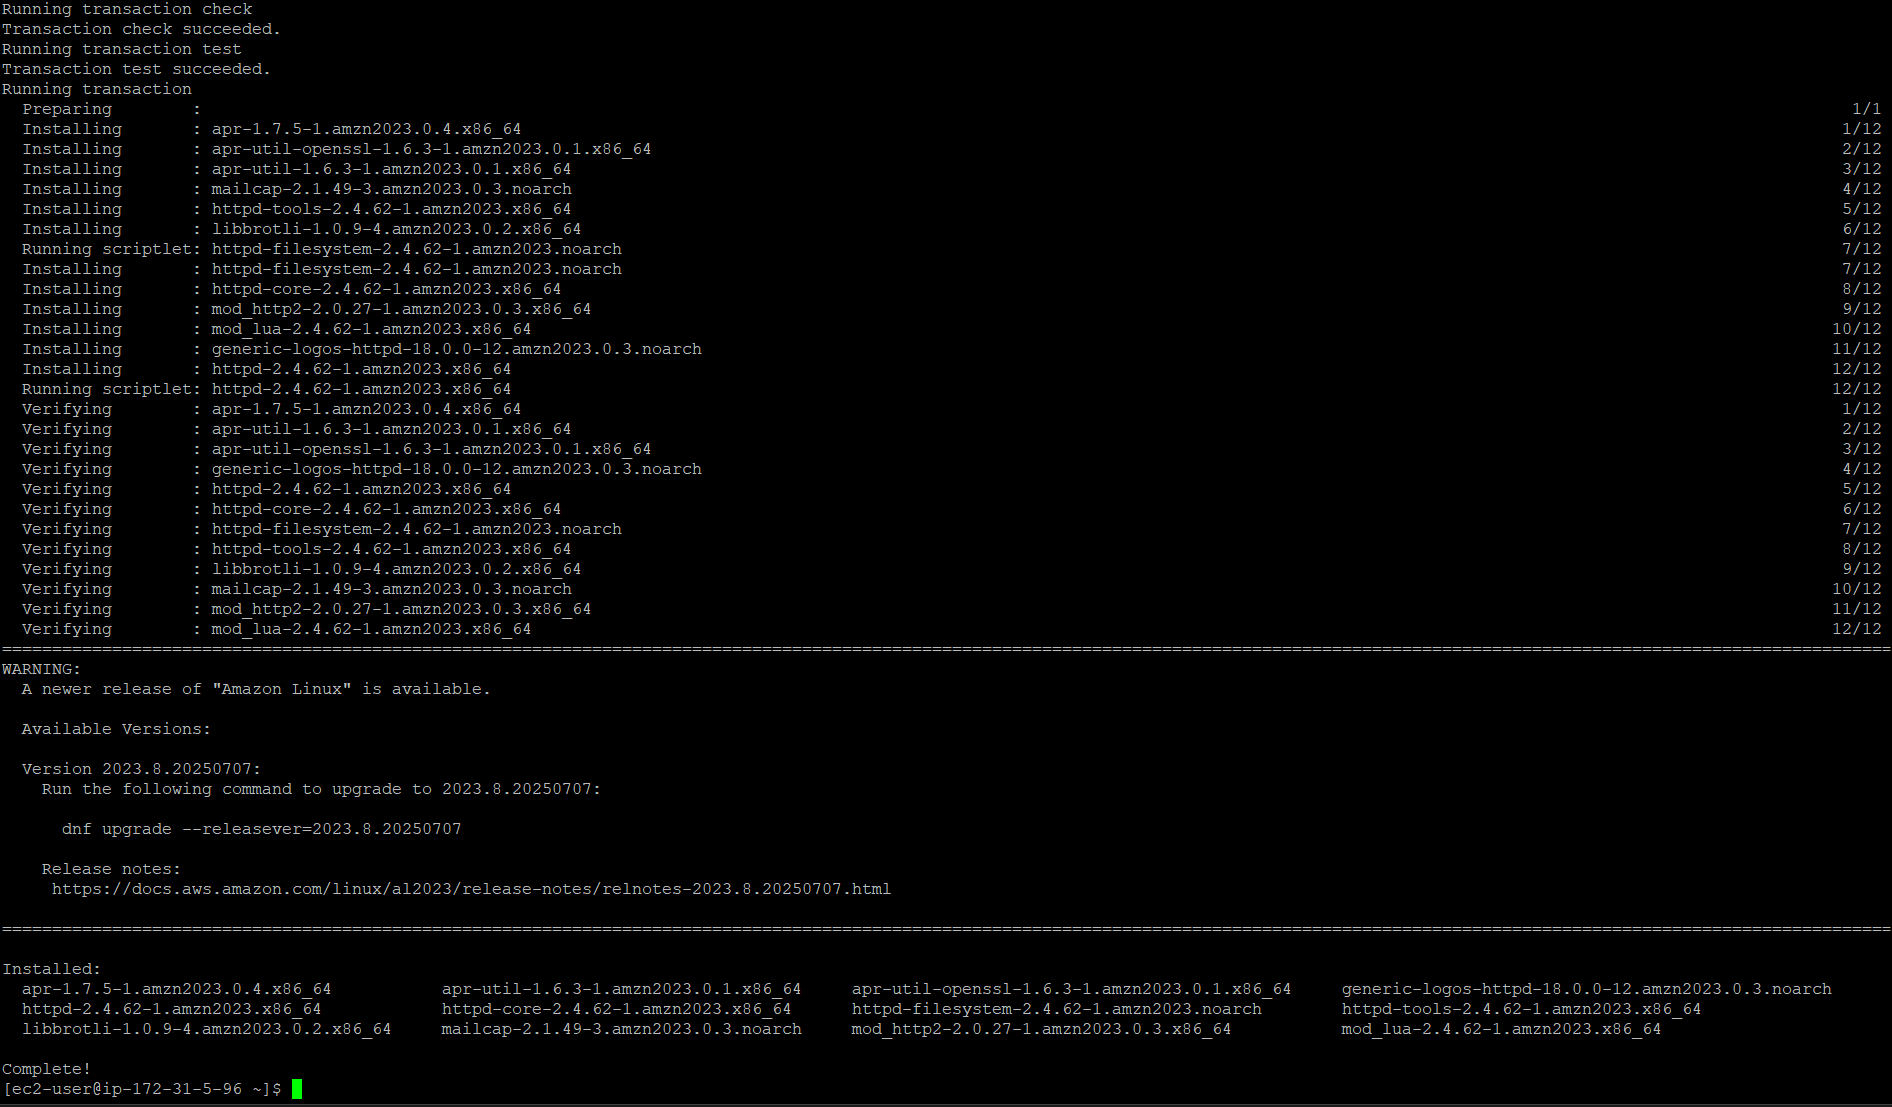 Running transaction check
Transaction check succeeded.
Running transaction test
Transaction test succeeded.
Running transaction
  Preparing        :                                                                 1/1
  Installing       : apr-1.7.5-1.amzn2023.0.4.x86_64                                 1/12
  Installing       : apr-util-openssl-1.6.3-1.amzn2023.0.1.x86_64                    2/12
  Installing       : apr-util-1.6.3-1.amzn2023.0.1.x86_64                            3/12
  Installing       : mailcap-2.1.49-3.amzn2023.0.3.noarch                            4/12
  Installing       : httpd-tools-2.4.62-1.amzn2023.x86_64                            5/12
  Installing       : libbrotli-1.0.9-4.amzn2023.0.2.x86_64                           6/12
  Running scriptlet: httpd-filesystem-2.4.62-1.amzn2023.noarch                       7/12
  Installing       : httpd-filesystem-2.4.62-1.amzn2023.noarch                       7/12
  Installing       : httpd-core-2.4.62-1.amzn2023.x86_64                             8/12
  Installing       : mod_http2-2.0.27-1.amzn2023.0.3.x86_64                          9/12
  Installing       : mod_lua-2.4.62-1.amzn2023.x86_64                               10/12
  Installing       : generic-logos-httpd-18.0.0-12.amzn2023.0.3.noarch              11/12
  Installing       : httpd-2.4.62-1.amzn2023.x86_64                                 12/12
  Running scriptlet: httpd-2.4.62-1.amzn2023.x86_64                                 12/12
  Verifying        : apr-1.7.5-1.amzn2023.0.4.x86_64                                 1/12
  Verifying        : apr-util-1.6.3-1.amzn2023.0.1.x86_64                            2/12
  Verifying        : apr-util-openssl-1.6.3-1.amzn2023.0.1.x86_64                    3/12
  Verifying        : generic-logos-httpd-18.0.0-12.amzn2023.0.3.noarch               4/12
  Verifying        : httpd-2.4.62-1.amzn2023.x86_64                                  5/12
  Verifying        : httpd-core-2.4.62-1.amzn2023.x86_64                             6/12
  Verifying        : httpd-filesystem-2.4.62-1.amzn2023.noarch                       7/12
  Verifying        : httpd-tools-2.4.62-1.amzn2023.x86_64                            8/12
  Verifying        : libbrotli-1.0.9-4.amzn2023.0.2.x86_64                           9/12
  Verifying        : mailcap-2.1.49-3.amzn2023.0.3.noarch                           10/12
  Verifying        : mod_http2-2.0.27-1.amzn2023.0.3.x86_64                         11/12
  Verifying        : mod_lua-2.4.62-1.amzn2023.x86_64                               12/12
WARNING:
  A newer release of "Amazon Linux" is available.

  Available Versions:

  Version 2023.8.20250707:
    Run the following command to upgrade to 2023.8.20250707:

      dnf upgrade --releasever=2023.8.20250707

    Release notes:
     https://docs.aws.amazon.com/linux/al2023/release-notes/relnotes-2023.8.20250707.html

Installed:
  apr-1.7.5-1.amzn2023.0.4.x86_64  apr-util-1.6.3-1.amzn2023.0.1.x86_64  apr-util-openssl-1.6.3-1.amzn2023.0.1.x86_64  generic-logos-httpd-18.0.0-12.amzn2023.0.3.noarch
  httpd-2.4.62-1.amzn2023.x86_64  httpd-core-2.4.62-1.amzn2023.x86_64  httpd-filesystem-2.4.62-1.amzn2023.noarch  httpd-tools-2.4.62-1.amzn2023.x86_64
  libbrotli-1.0.9-4.amzn2023.0.2.x86_64  mailcap-2.1.49-3.amzn2023.0.3.noarch  mod_http2-2.0.27-1.amzn2023.0.3.x86_64  mod_lua-2.4.62-1.amzn2023.x86_64

Complete!
[ec2-user@ip-172-31-5-96 ~]$